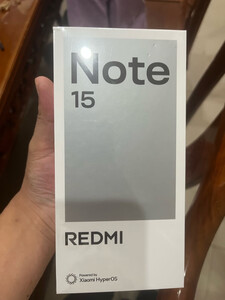 Note
15
REDMI
Powered by
Xiaomi HyperOS